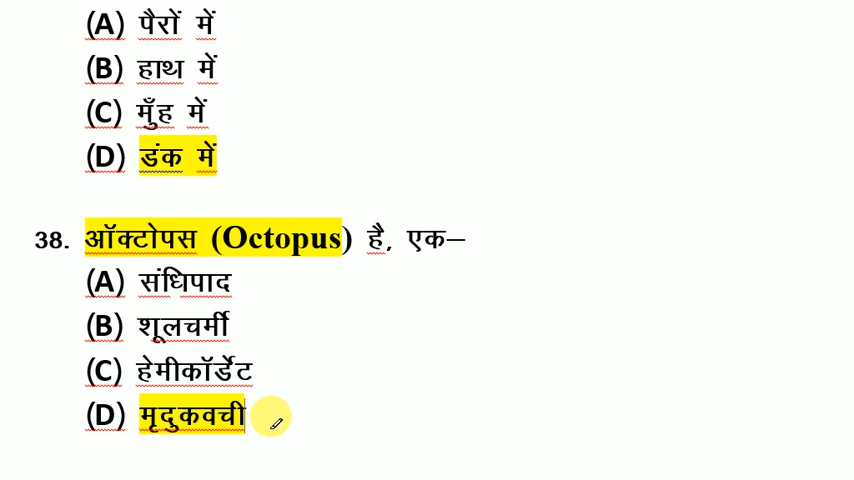 (A) पैरों में
(B) हाथ में
(C) मुँह में
(D) डंक में
38. ऑक्टोपस (Octopus) है, एक—
(A) संधिपाद
(B) शूलचर्मी
(C) हेमीकॉर्डेट
(D) मृदुकवची